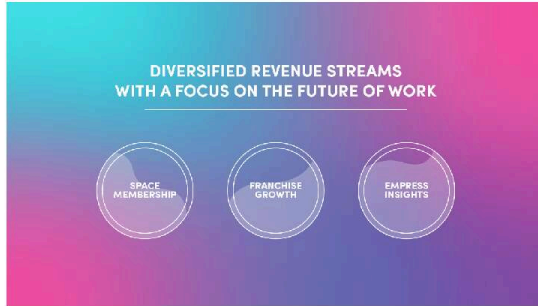 DIVERSIFIED REVENUE STREAMS
WITH A FOCUS ON THE FUTURE OF WORK
SPACE
MEMBERSHIP
FRANCHISE
GROWTH
EMPRESS
INSIGHTS